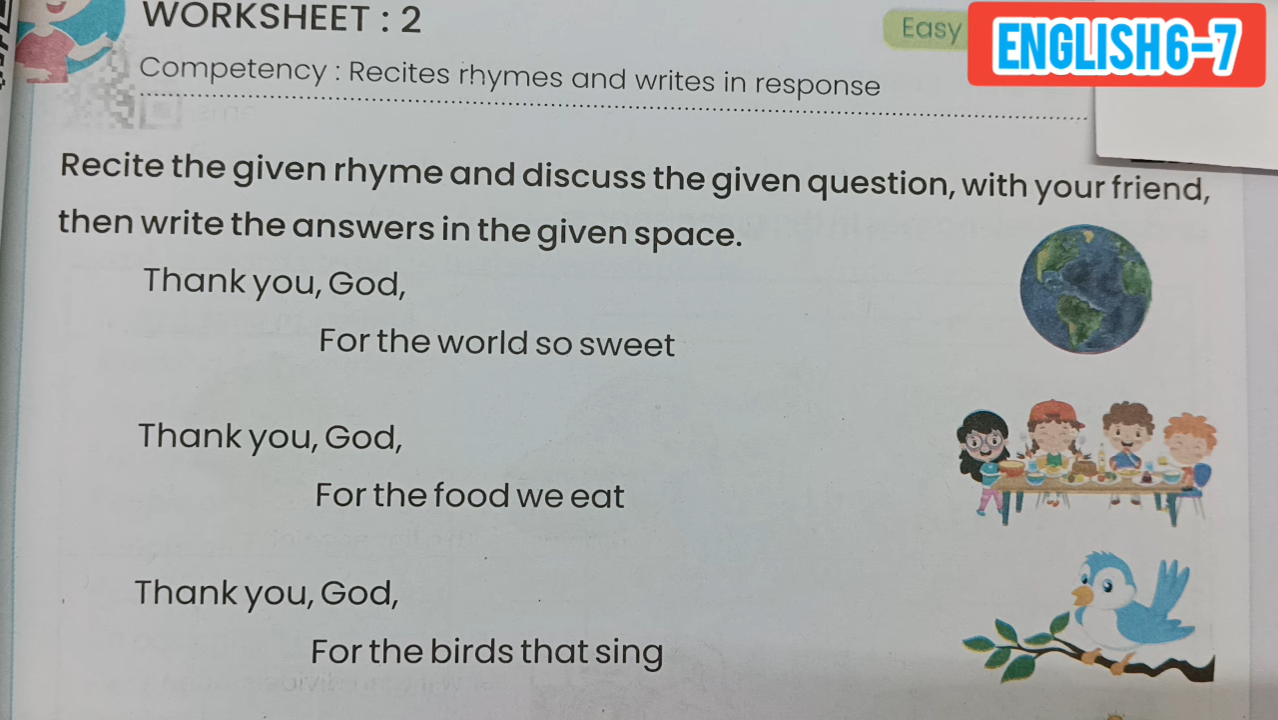 WORKSHEET : 2
Easy
ENGLISH 6-7
Competency : Recites rhymes and writes in response
Recite the given rhyme and discuss the given question, with your friend,
then write the answers in the given space.
Thank you, God,
For the world so sweet
Thank you, God,
For the food we eat
Thank you, God,
For the birds that sing